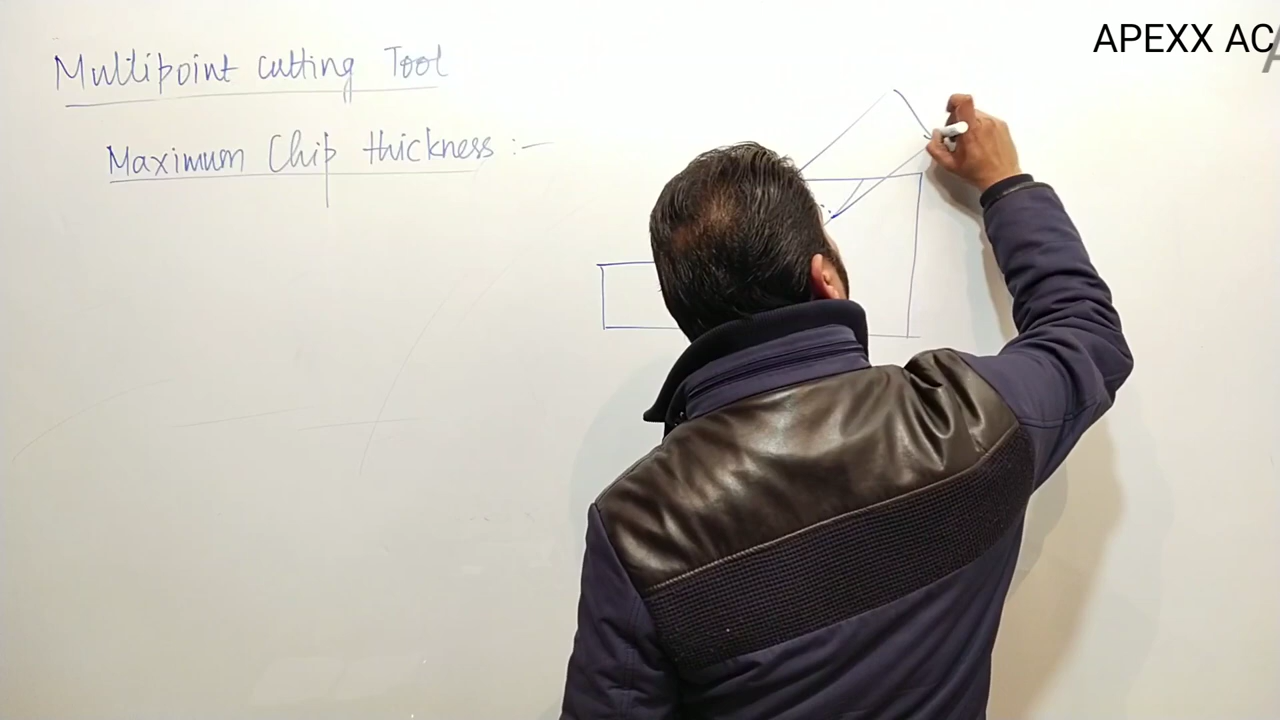 APEXX AC
Multipoint cutting Tool
Maximum Chip thickness :-